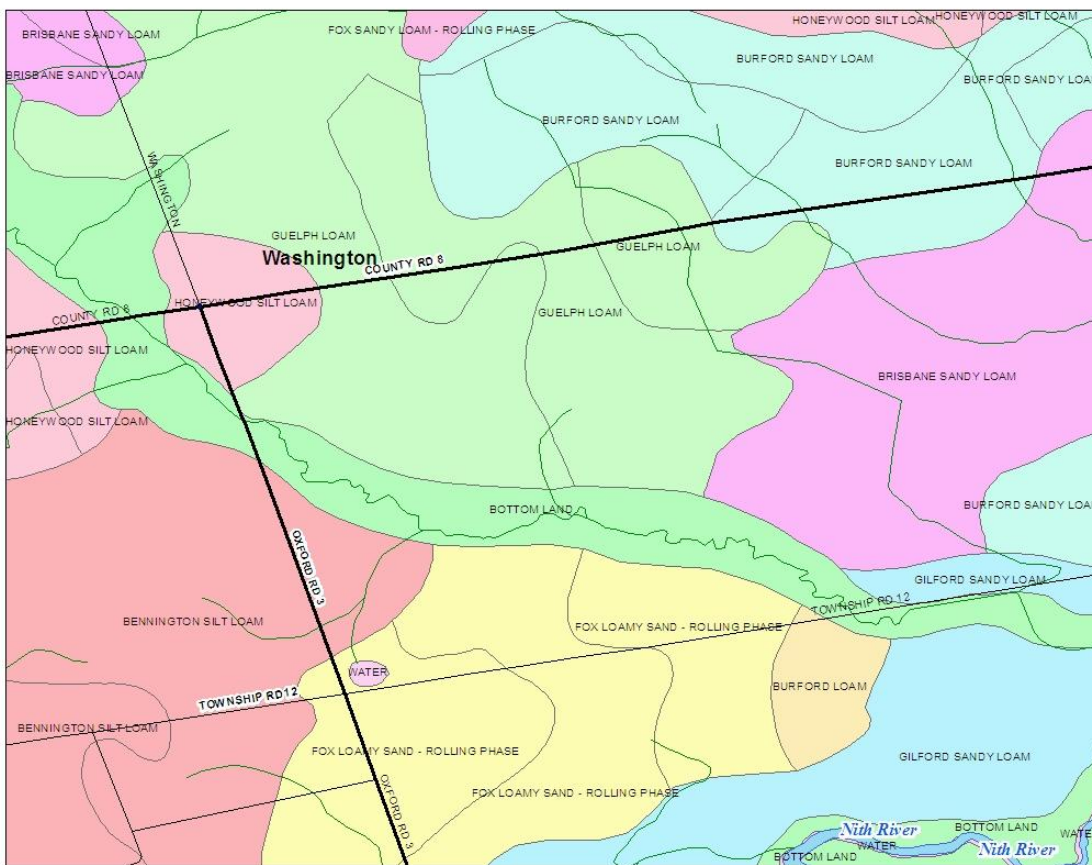 HONEYWOOD SILT LOAM
HONEYWOOD SILT LOAM
BRISBANE SANDY LOAM
FOX SANDY LOAM - ROLLING PHASE
BURFORD SANDY LOAM
BRISBANE SANDY LOAM
BURFORD SANDY LOA
BURFORD SANDY LOAM
BURFORD SANDY LOAM
WASHINGTON
GUELPH LOAM
GUELPH LOAM
Washington
COUNTY RD 8
HONEYWOOD SILT LOAM
COUNTY RD 8
GUELPH LOAM
HONEYWOOD SILT LOAM
BRISBANE SANDY LOAM
HONEYWOOD SILT LOAM
BURFORD SANDY LOA
BOTTOM LAND
OXFORD RD 3
GILFORD SANDY LOAM
TOWNSHIP RD 12
BENNINGTON SILT LOAM
FOX LOAMY SAND - ROLLING PHASE
WATER
BURFORD LOAM
TOWNSHIP RD 12
BENNINGTON SILT LOAM
FOX LOAMY SAND - ROLLING PHASE
GILFORD SANDY LOAM
FOX LOAMY SAND - ROLLING PHASE
OXFORD RD 3
Nith River
BOTTOM LAND
WATE
WATER
Nith River
BOTTOM LAND